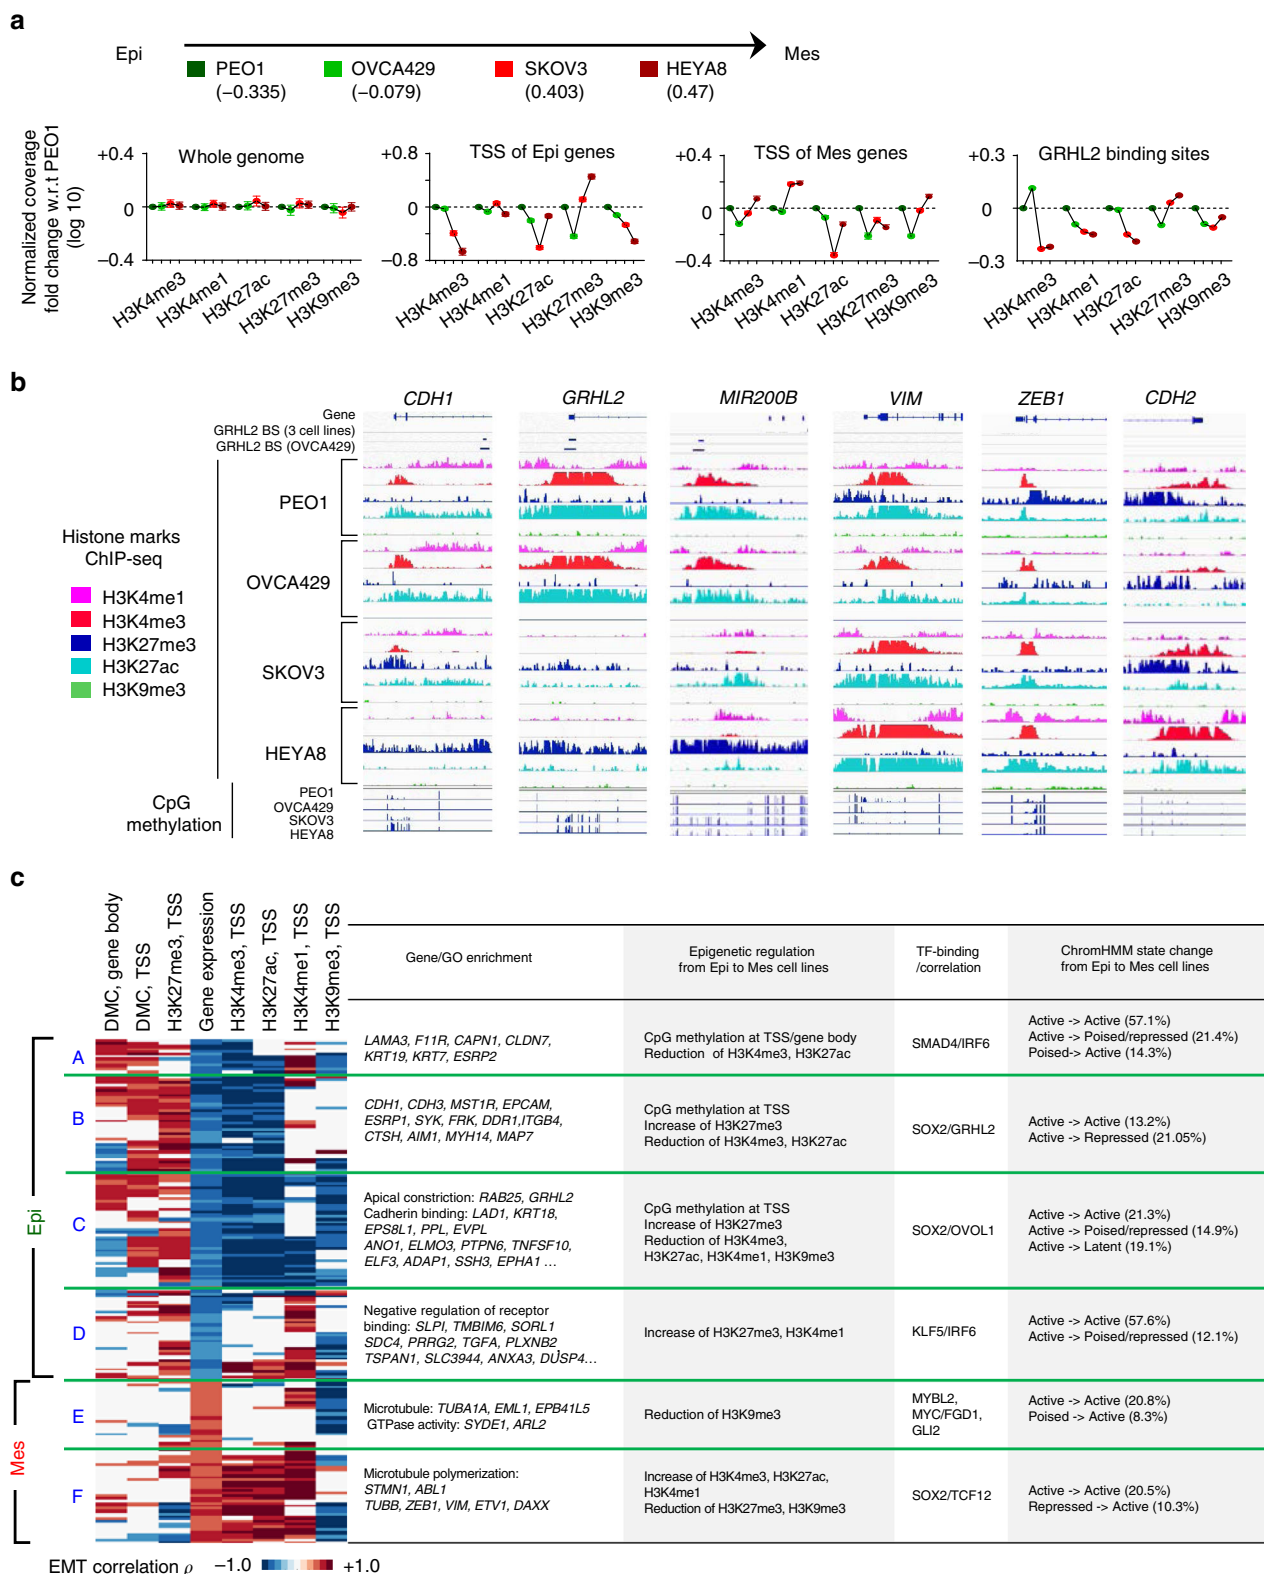 a
Epi
Mes
PEO1
(−0.335)
OVCA429
(−0.079)
SKOV3
(0.403)
HEYA8
(0.47)
Normalized coverage
fold change w.r.t PEO1
(log 10)
Whole genome
+0.4
0
−0.4
H3K4me3
H3K4me1
H3K27ac
H3K27me3
H3K9me3
TSS of Epi genes
+0.8
0
−0.8
H3K4me3
H3K4me1
H3K27ac
H3K27me3
H3K9me3
TSS of Mes genes
+0.4
0
−0.4
H3K4me3
H3K4me1
H3K27ac
H3K27me3
H3K9me3
GRHL2 binding sites
+0.3
0
−0.3
H3K4me3
H3K4me1
H3K27ac
H3K27me3
H3K9me3
b
CDH1
GRHL2
MIR200B
VIM
ZEB1
CDH2
Gene
GRHL2 BS (3 cell lines)
GRHL2 BS (OVCA429)
PEO1
OVCA429
SKOV3
HEYA8
Histone marks
ChIP-seq
H3K4me1
H3K4me3
H3K27me3
H3K27ac
H3K9me3
CpG
methylation
PEO1
OVCA429
SKOV3
HEYA8
c
DMC, gene body
DMC, TSS
H3K27me3, TSS
Gene expression
H3K4me3, TSS
H3K27ac, TSS
H3K4me1, TSS
H3K9me3, TSS
Gene/GO enrichment
Epigenetic regulation
from Epi to Mes cell lines
TF-binding
/correlation
ChromHMM state change
from Epi to Mes cell lines
Epi
A
LAMA3, F11R, CAPN1, CLDN7,
KRT19, KRT7, ESRP2
CpG methylation at TSS/gene body
Reduction of H3K4me3, H3K27ac
SMAD4/IRF6
Active -> Active (57.1%)
Active -> Poised/repressed (21.4%)
Poised-> Active (14.3%)
B
CDH1, CDH3, MST1R, EPCAM,
ESRP1, SYK, FRK, DDR1,ITGB4,
CTSH, AIM1, MYH14, MAP7
CpG methylation at TSS
Increase of H3K27me3
Reduction of H3K4me3, H3K27ac
SOX2/GRHL2
Active -> Active (13.2%)
Active -> Repressed (21.05%)
C
Apical constriction: RAB25, GRHL2
Cadherin binding: LAD1, KRT18,
EPS8L1, PPL, EVPL
ANO1, ELMO3, PTPN6, TNFSF10,
ELF3, ADAP1, SSH3, EPHA1 ...
CpG methylation at TSS
Increase of H3K27me3
Reduction of H3K4me3,
H3K27ac, H3K4me1, H3K9me3
SOX2/OVOL1
Active -> Active (21.3%)
Active -> Poised/repressed (14.9%)
Active -> Latent (19.1%)
D
Negative regulation of receptor
binding: SLPI, TMBIM6, SORL1
SDC4, PRRG2, TGFA, PLXNB2
TSPAN1, SLC3944, ANXA3, DUSP4...
Increase of H3K27me3, H3K4me1
KLF5/IRF6
Active -> Active (57.6%)
Active -> Poised/repressed (12.1%)
Mes
E
Microtubule: TUBA1A, EML1, EPB41L5
GTPase activity: SYDE1, ARL2
Reduction of H3K9me3
MYBL2,
MYC/FGD1,
GLI2
Active -> Active (20.8%)
Poised -> Active (8.3%)
F
Microtubule polymerization:
STMN1, ABL1
TUBB, ZEB1, VIM, ETV1, DAXX
Increase of H3K4me3, H3K27ac,
H3K4me1
Reduction of H3K27me3, H3K9me3
SOX2/TCF12
Active -> Active (20.5%)
Repressed -> Active (10.3%)
EMT correlation ρ −1.0 +1.0